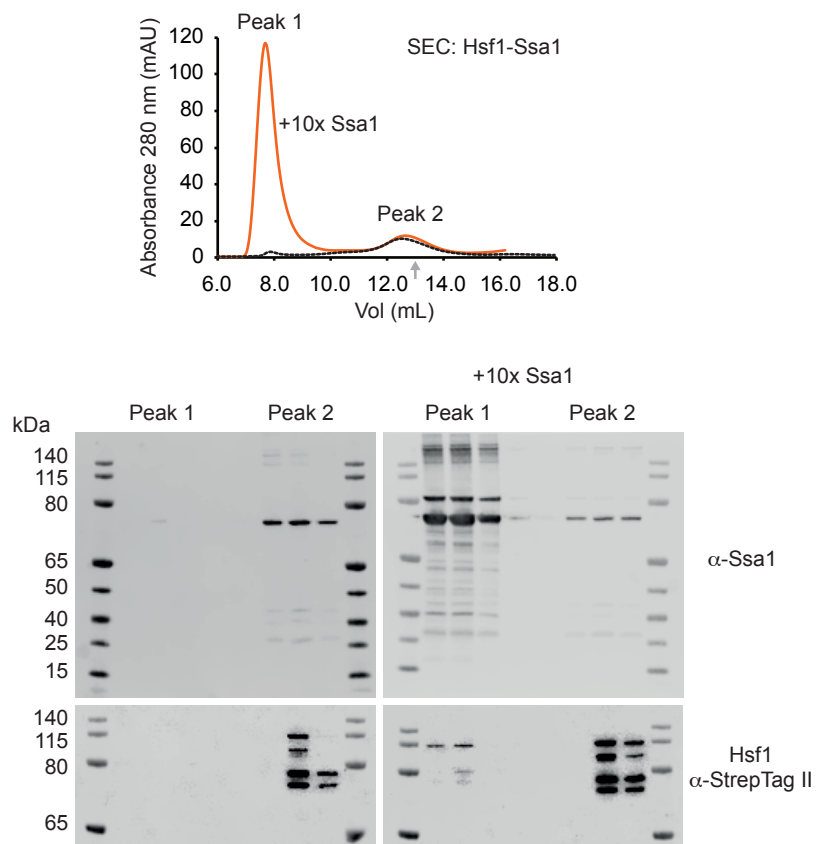 Peak 1
120
SEC: Hsf1-Ssa1
100
80
+10x Ssa1
60
40
Peak 2
20
0
Absorbance 280 nm (mAU)
6.0 8.0 10.0 12.0 14.0 16.0 18.0
Vol (mL)
+10x Ssa1
kDa
Peak 1 Peak 2 Peak 1 Peak 2
140
115
80
65
50
40
25
15
α-Ssa1
140
115
80
65
Hsf1
α-StrepTag II